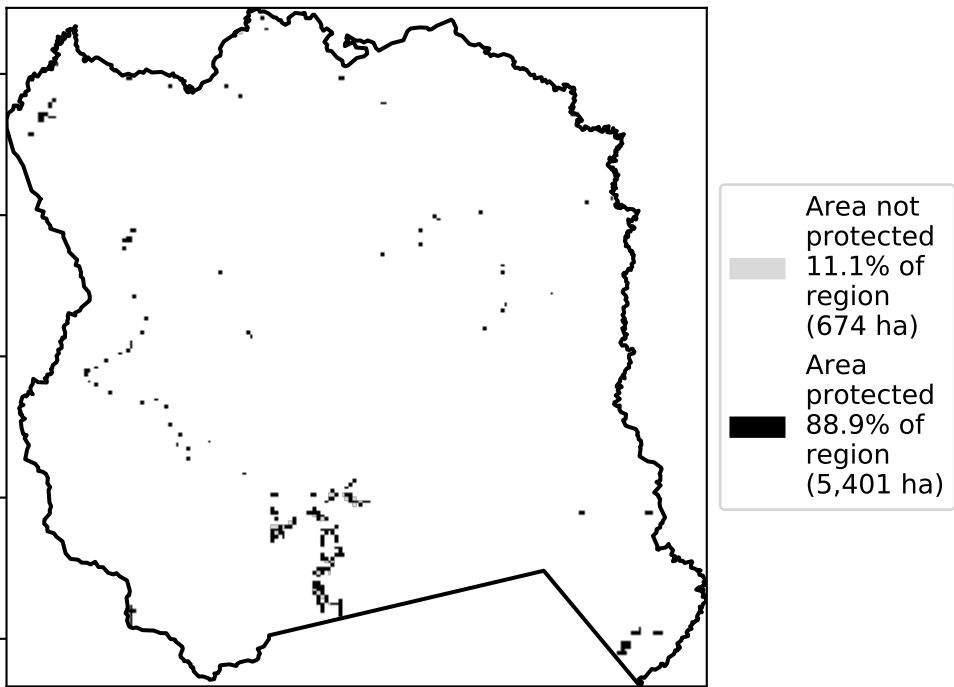 Area not
protected
11.1% of
region
(674 ha)
Area
protected
88.9% of
region
(5,401 ha)